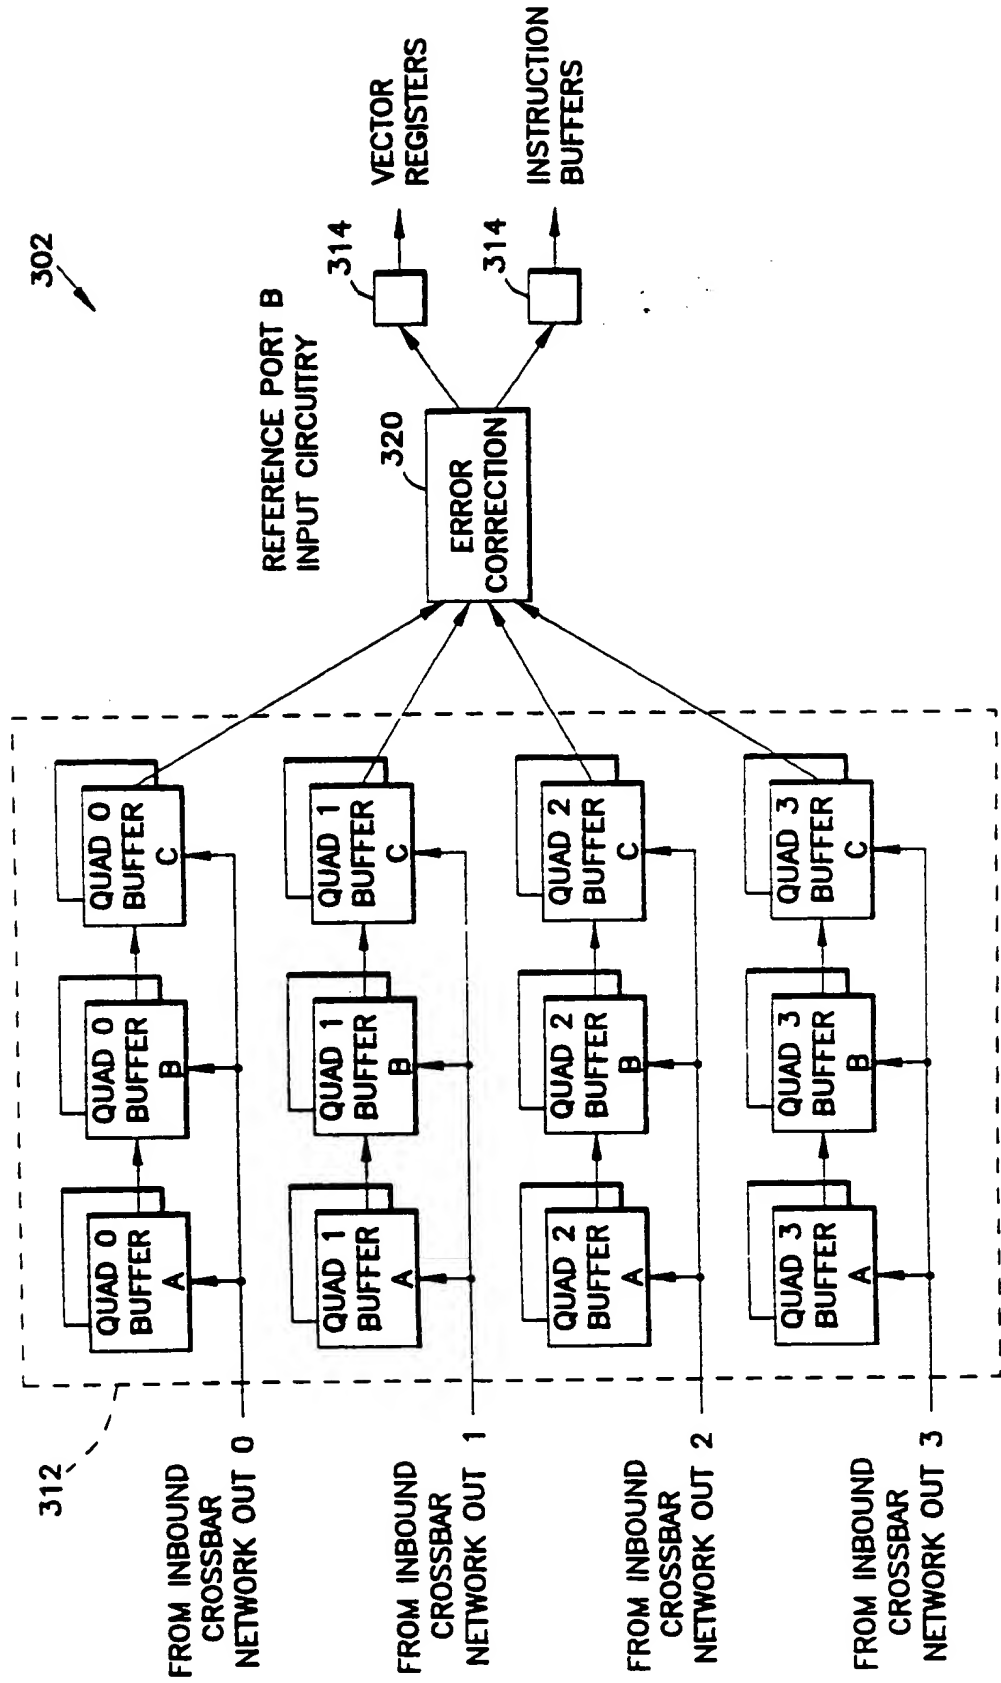 302
REFERENCE PORT B
INPUT CIRCUITRY
312
FROM INBOUND
CROSSBAR
NETWORK OUT 0
QUAD 0
BUFFER
A
QUAD 0
BUFFER
B
QUAD 0
BUFFER
C
FROM INBOUND
CROSSBAR
NETWORK OUT 1
QUAD 1
BUFFER
A
QUAD 1
BUFFER
B
QUAD 1
BUFFER
C
FROM INBOUND
CROSSBAR
NETWORK OUT 2
QUAD 2
BUFFER
A
QUAD 2
BUFFER
B
QUAD 2
BUFFER
C
FROM INBOUND
CROSSBAR
NETWORK OUT 3
QUAD 3
BUFFER
A
QUAD 3
BUFFER
B
QUAD 3
BUFFER
C
320
ERROR
CORRECTION
314
VECTOR
REGISTERS
314
INSTRUCTION
BUFFERS